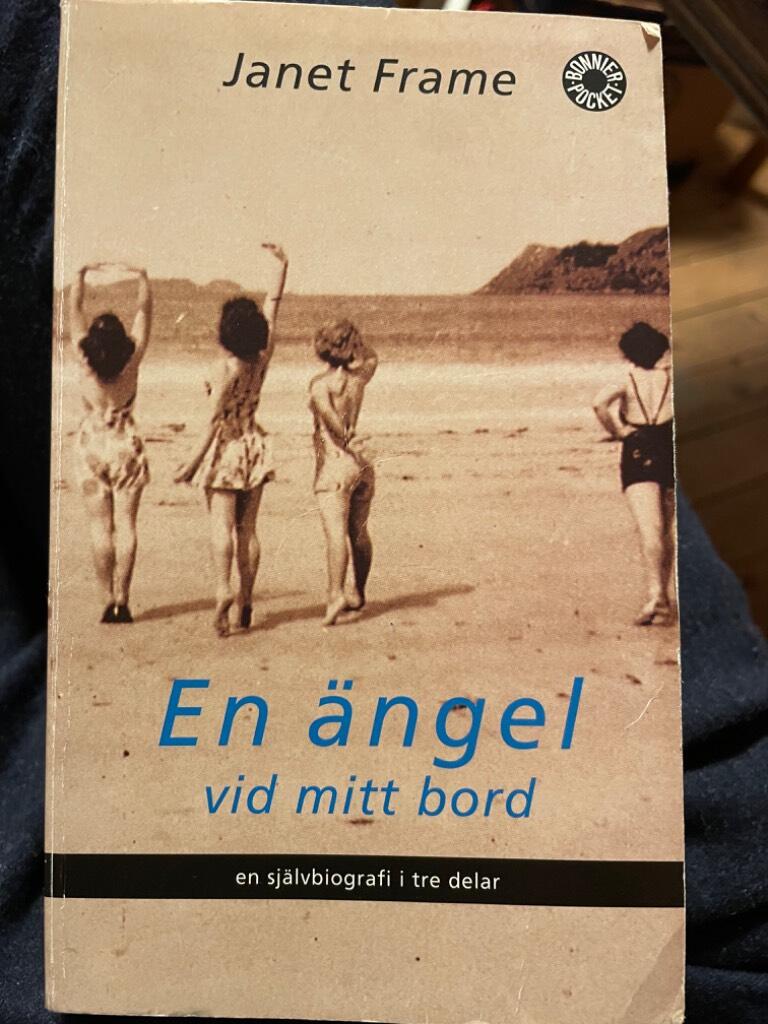 Janet Frame
BONNIER
POCKET
En ängel
vid mitt bord
en självbiografi i tre delar